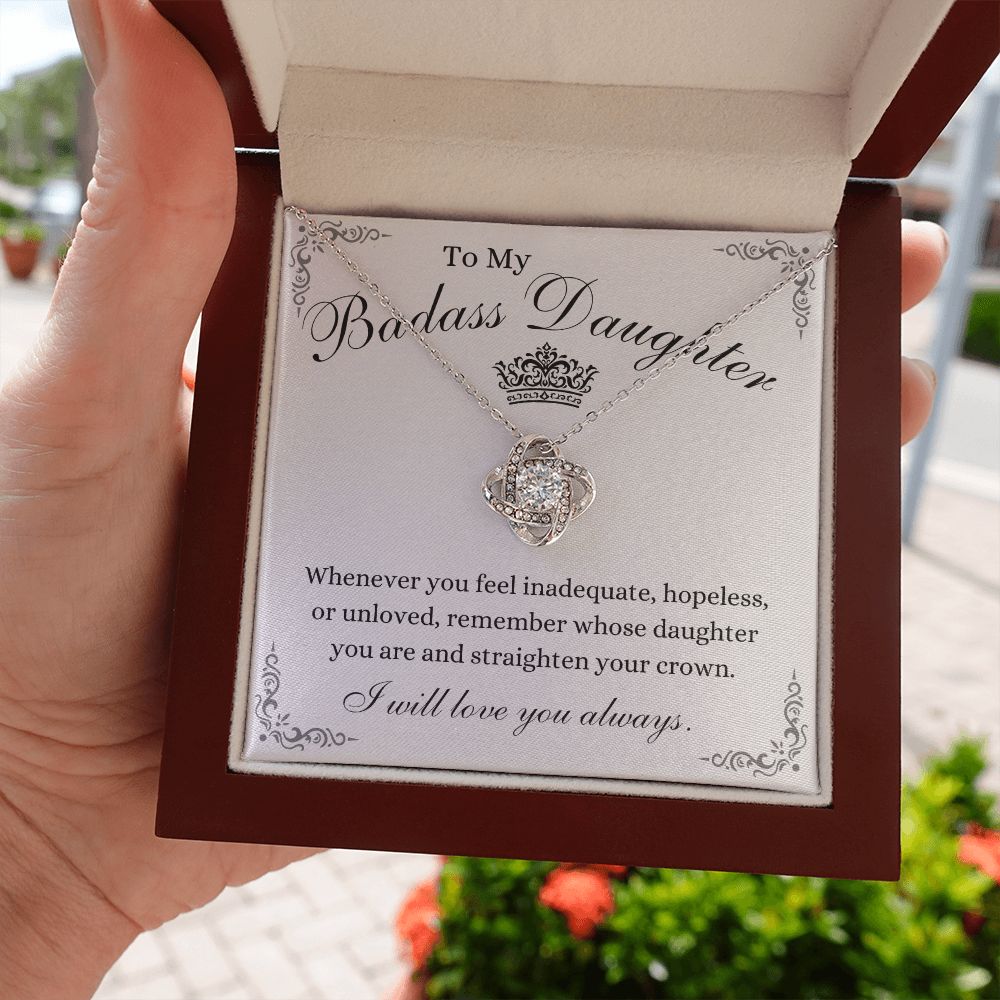 To My
Badass Daughter
Whenever you feel inadequate, hopeless,
or unloved, remember whose daughter
you are and straighten your crown.
I will love you always.